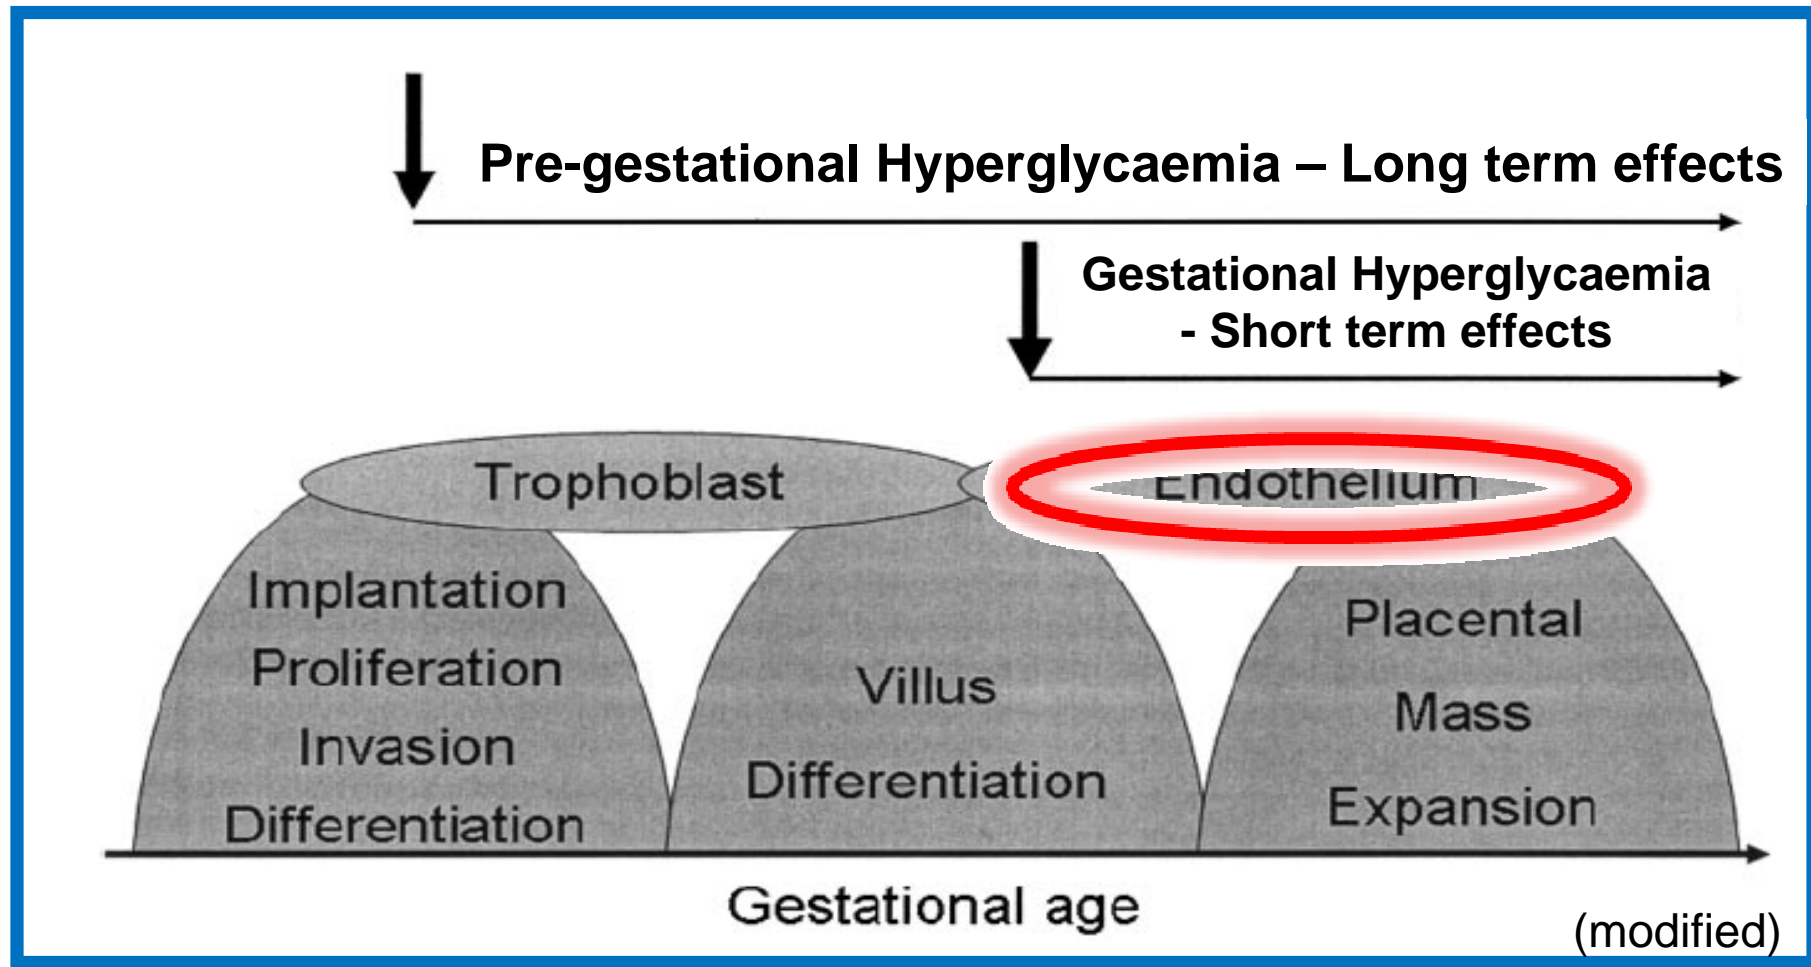 Pre-gestational Hyperglycaemia – Long term effects
Gestational Hyperglycaemia
- Short term effects
Trophoblast
Endothelium
Implantation
Proliferation
Invasion
Differentiation
Villus
Differentiation
Placental
Mass
Expansion
Gestational age
(modified)